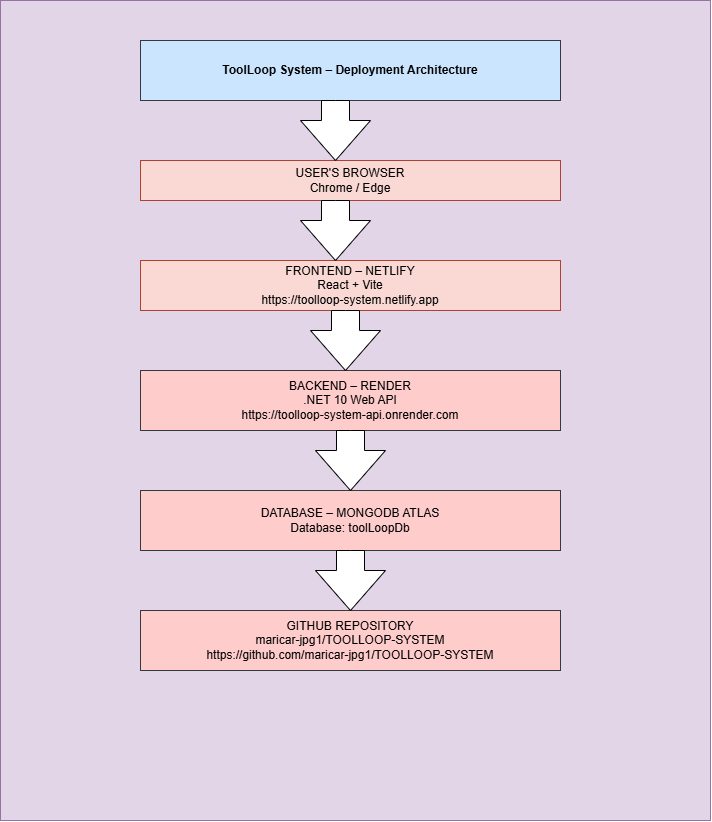 ToolLoop System – Deployment Architecture
USER'S BROWSER
Chrome / Edge
FRONTEND – NETLIFY
React + Vite
https://toolloop-system.netlify.app
BACKEND – RENDER
.NET 10 Web API
https://toolloop-system-api.onrender.com
DATABASE – MONGODB ATLAS
Database: toolLoopDb
GITHUB REPOSITORY
maricar-jpg1/TOOLLOOP-SYSTEM
https://github.com/maricar-jpg1/TOOLLOOP-SYSTEM